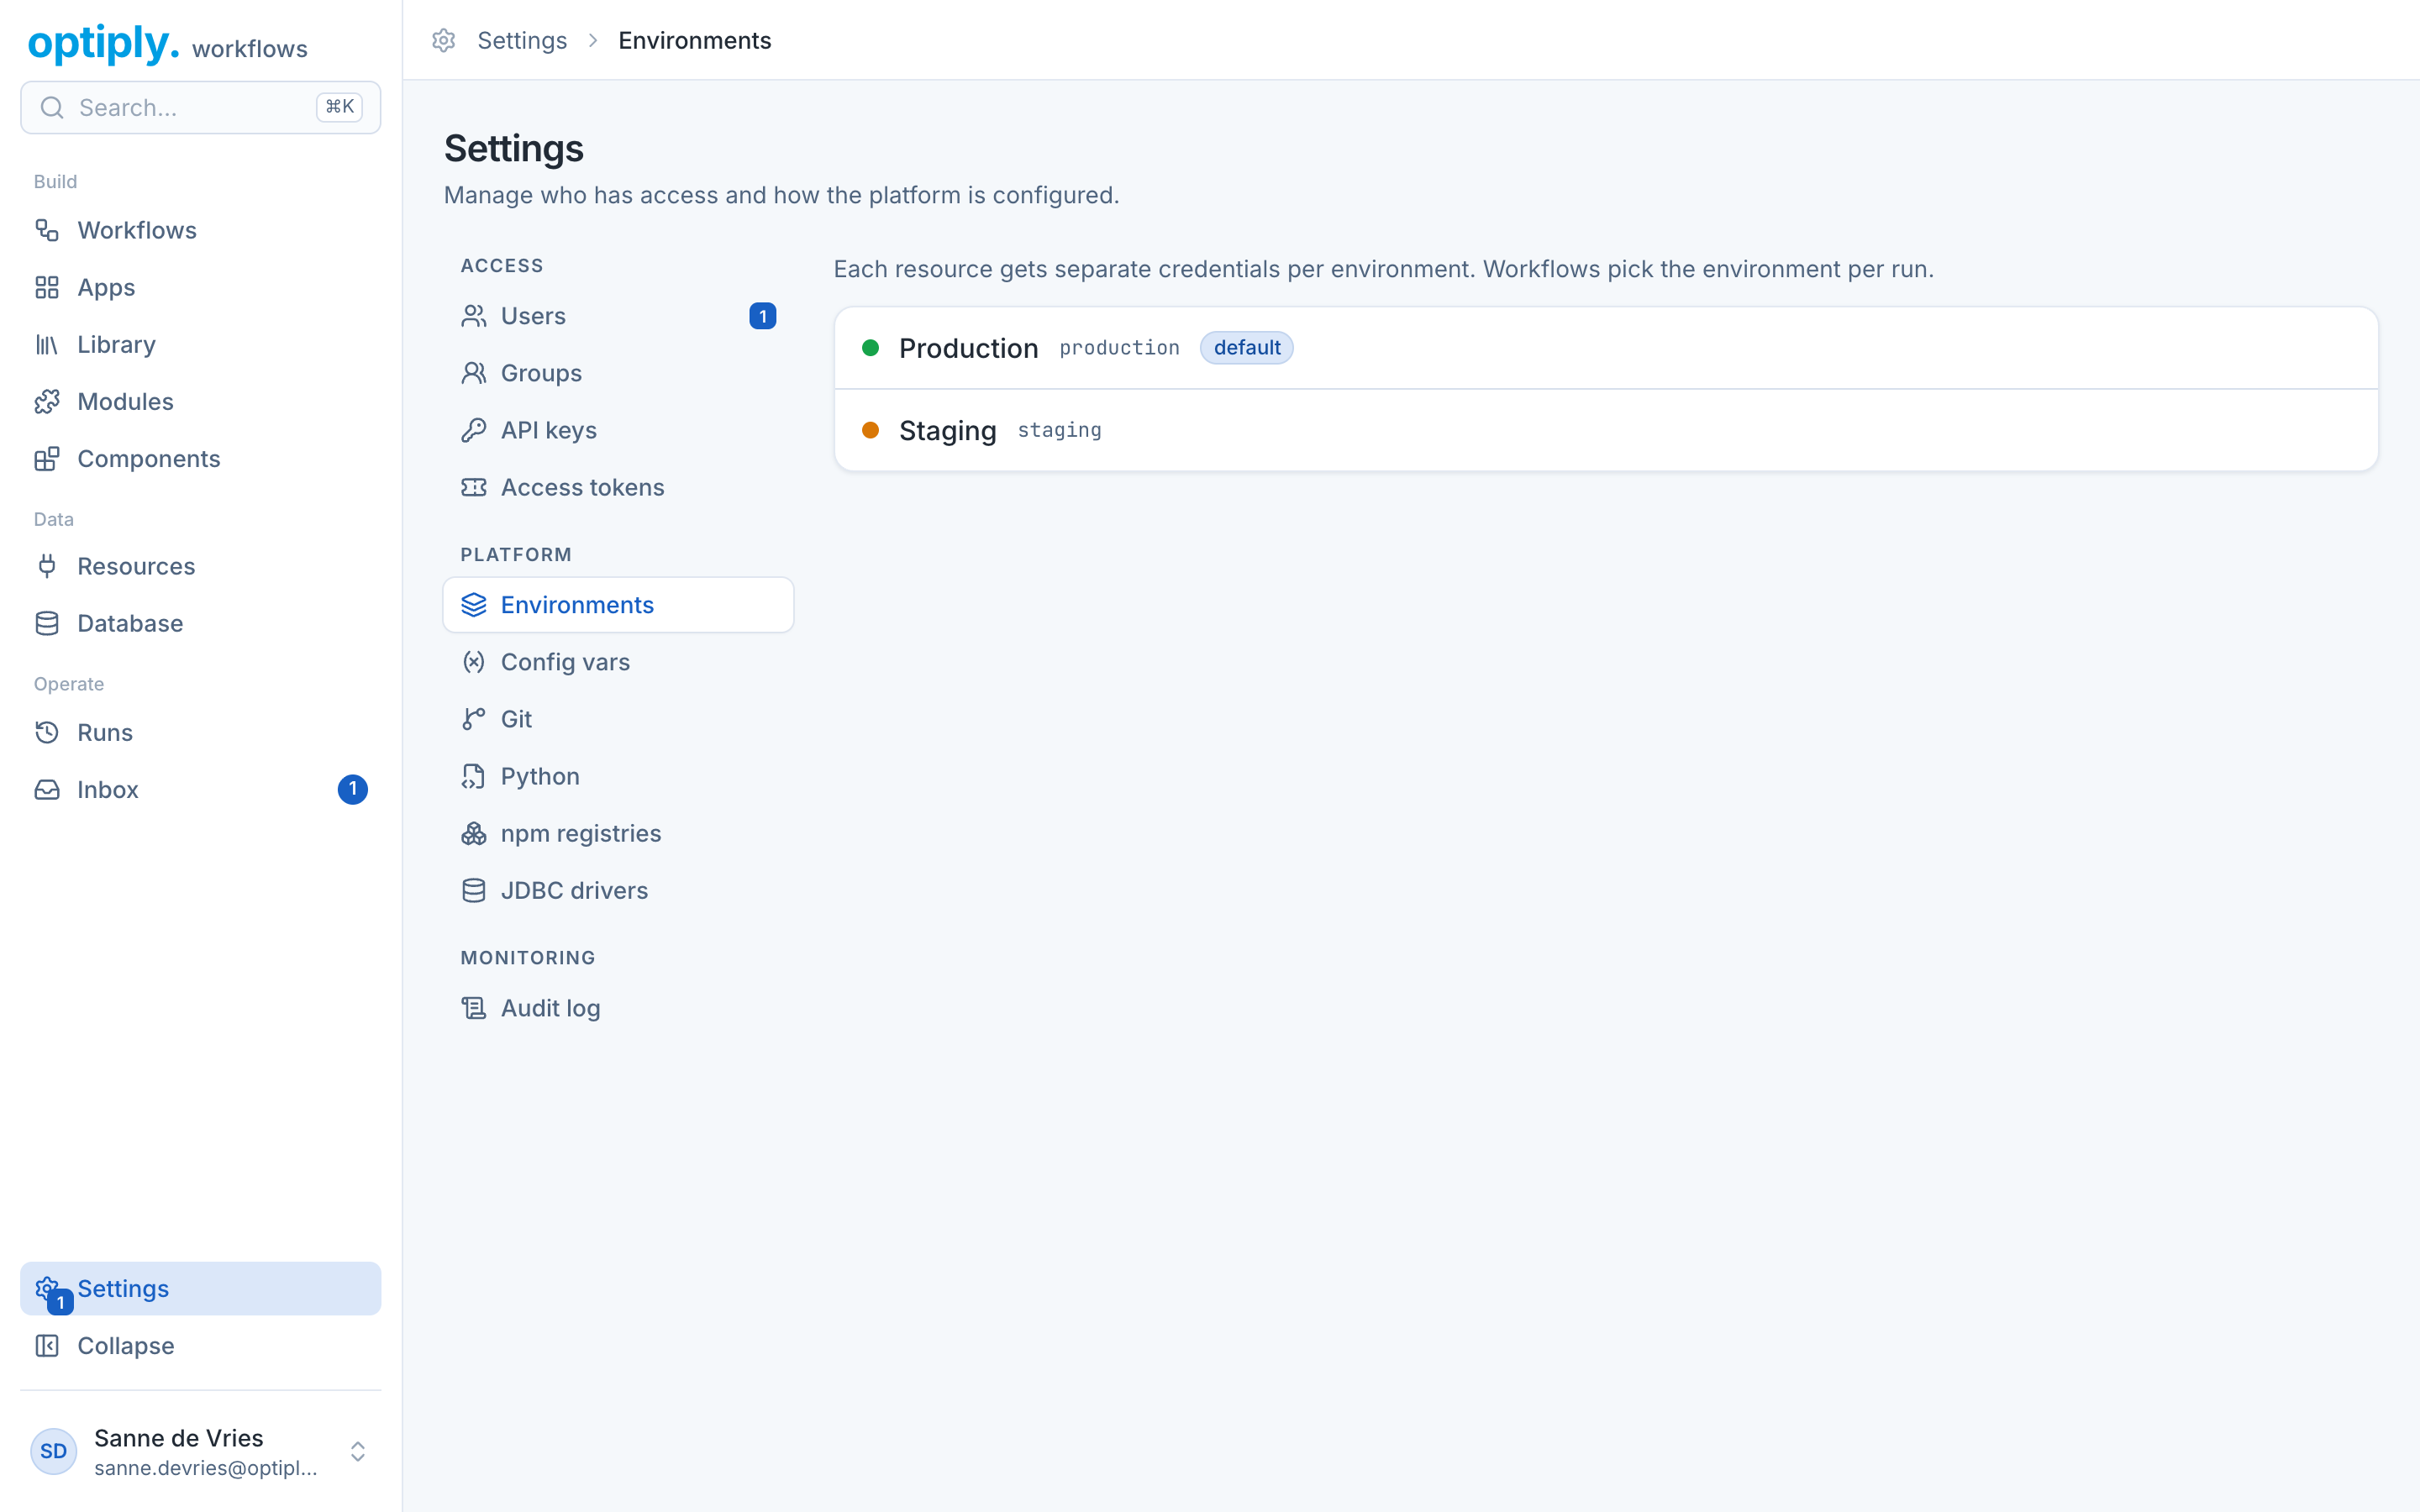 optiply. workflows
Search... ⌘K
Build
Workflows
Apps
Library
Modules
Components
Data
Resources
Database
Operate
Runs
Inbox 1
Settings 1
Collapse
SD
Sanne de Vries
sanne.devries@optipl...
Settings > Environments
Settings
Manage who has access and how the platform is configured.
ACCESS
Users 1
Groups
API keys
Access tokens
PLATFORM
Environments
Config vars
Git
Python
npm registries
JDBC drivers
MONITORING
Audit log
Each resource gets separate credentials per environment. Workflows pick the environment per run.
Production production default
Staging staging